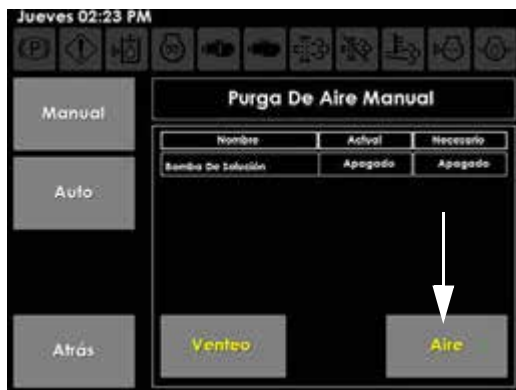 Jueves 02:23 PM
Manual
Purga De Aire Manual
Nombre Actual Necesario
Bomba De Solución Apagado Apagado
Auto
Atrás
Venteo
Aire